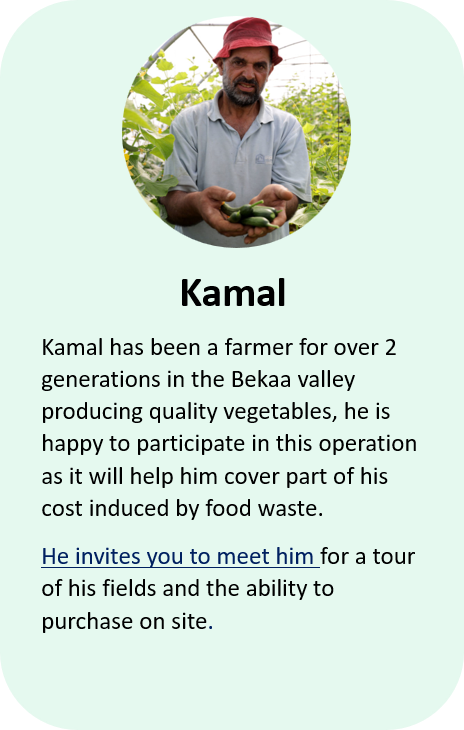 Kamal
Kamal has been a farmer for over 2
generations in the Bekaa valley
producing quality vegetables, he is
happy to participate in this operation
as it will help him cover part of his
cost induced by food waste.
He invites you to meet him for a tour
of his fields and the ability to
purchase on site.